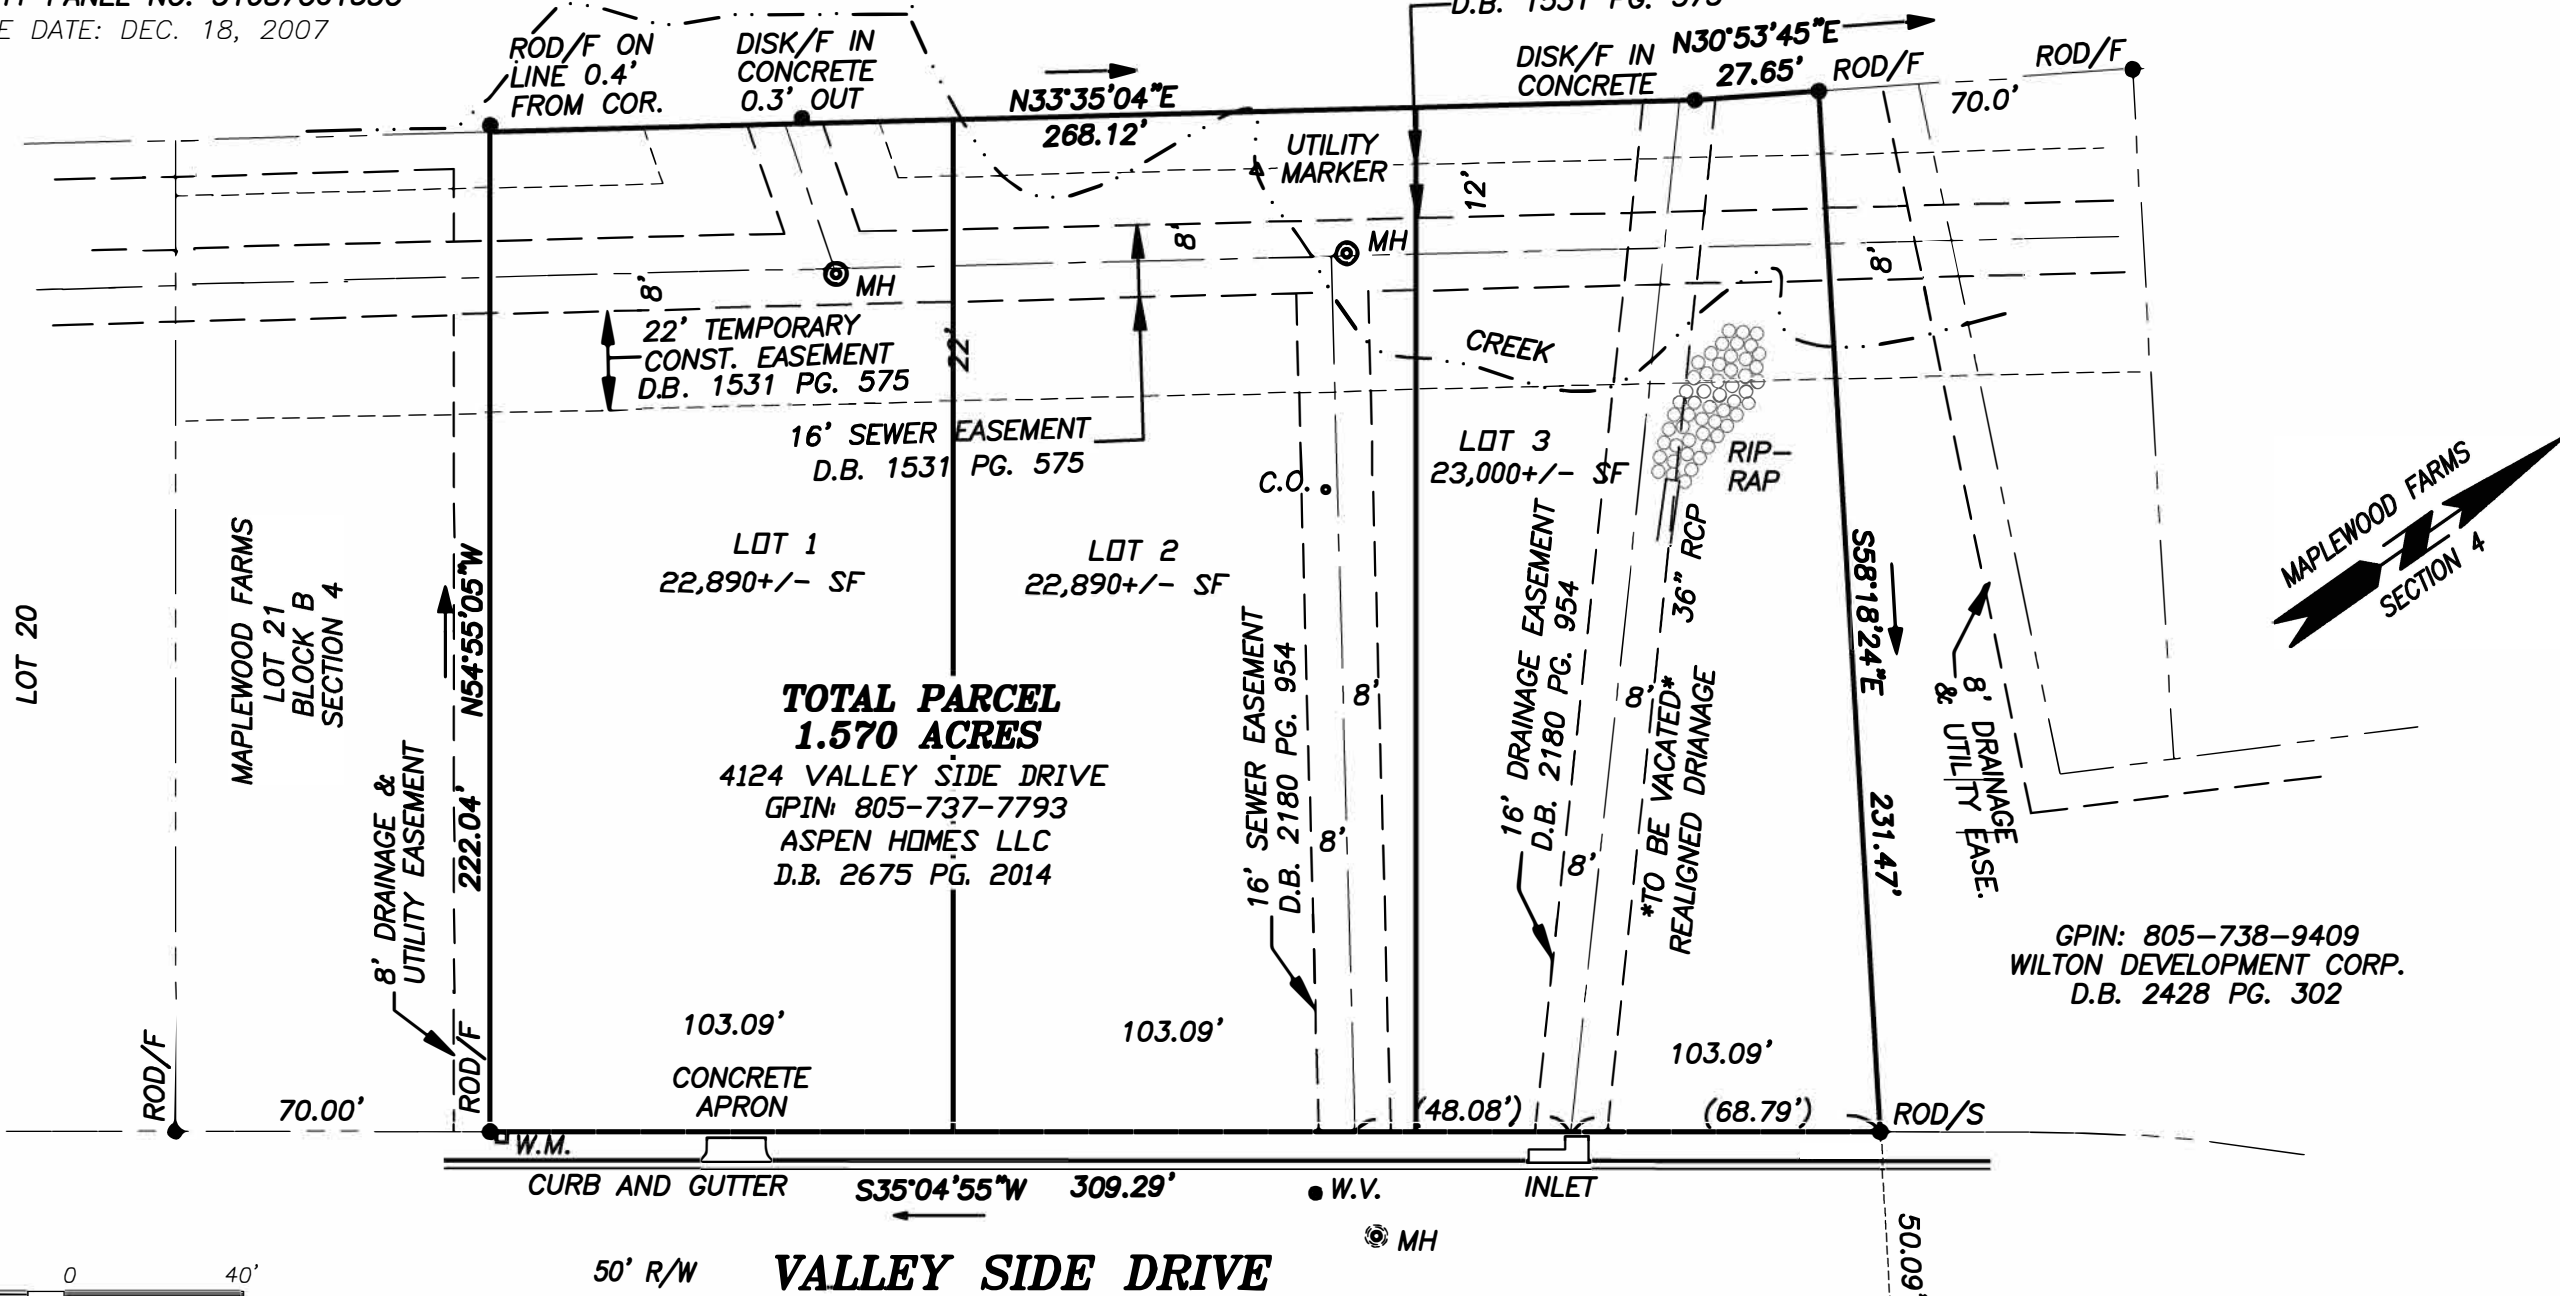 E DATE: DEC. 18, 2007
ROD/F ON
LINE 0.4'
FROM COR.
DISK/F IN
CONCRETE
0.3' OUT
N33°35'04"E
268.12'
D.B. 1531 PG. 575
DISK/F IN
CONCRETE
N30°53'45"E
27.65'
ROD/F
ROD/F
70.0'
UTILITY
MARKER
12'
8'
MH
MH
8'
8'
22' TEMPORARY
CONST. EASEMENT
D.B. 1531 PG. 575
22'
CREEK
16' SEWER EASEMENT
D.B. 1531 PG. 575
C.O.
LOT 3
23,000+/- SF
RIP-
RAP
LOT 1
22,890+/- SF
LOT 2
22,890+/- SF
LOT 20
MAPLEWOOD FARMS
LOT 21
BLOCK B
SECTION 4
N54°55'05"W
222.04'
8' DRAINAGE &
UTILITY EASEMENT
TOTAL PARCEL
1.570 ACRES
4124 VALLEY SIDE DRIVE
GPIN: 805-737-7793
ASPEN HOMES LLC
D.B. 2675 PG. 2014
16' SEWER EASEMENT
D.B. 2180 PG. 954
8'
8'
16' DRAINAGE EASEMENT
D.B. 2180 PG. 954
8'
8'
36" RCP
*TO BE VACATED*
REALIGNED DRIANAGE
S58°18'24"E
231.47'
8' DRAINAGE
& UTILITY EASE.
MAPLEWOOD FARMS
SECTION 4
GPIN: 805-738-9409
WILTON DEVELOPMENT CORP.
D.B. 2428 PG. 302
ROD/F
70.00'
ROD/F
103.09'
103.09'
103.09'
CONCRETE
APRON
(48.08')
(68.79')
ROD/S
W.M.
CURB AND GUTTER
S35°04'55"W
309.29'
W.V.
INLET
MH
50.09'
50' R/W
VALLEY SIDE DRIVE
0
40'